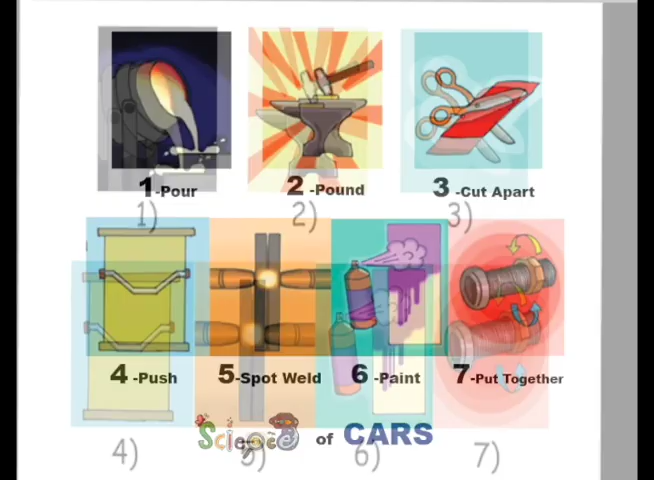 1-Pour 2-Pound 3-Cut Apart
1) 2) 3)
4-Push 5-Spot Weld 6-Paint 7-Put Together
Science of CARS
4) 5) 6) 7)